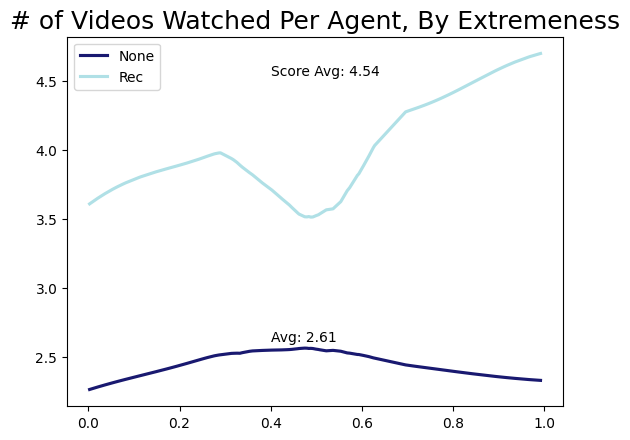 # of Videos Watched Per Agent, By Extremeness
None
Rec
Score Avg: 4.54
Avg: 2.61
4.5
4.0
3.5
3.0
2.5
0.0 0.2 0.4 0.6 0.8 1.0